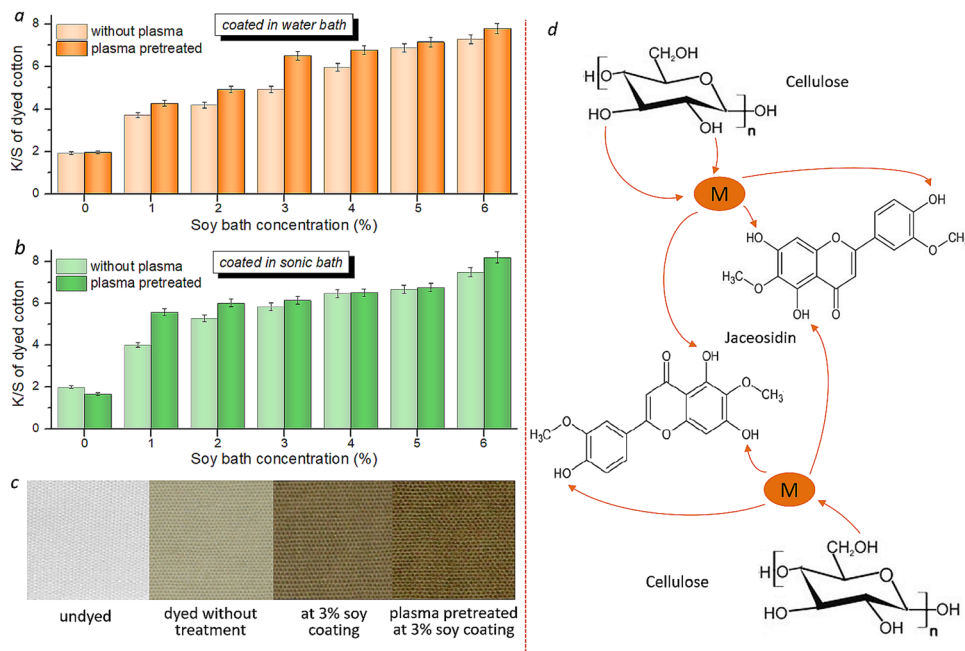 a
without plasma
plasma pretreated
coated in water bath
K/S of dyed cotton
8
6
4
2
0
0 1 2 3 4 5 6
Soy bath concentration (%)
b
without plasma
plasma pretreated
coated in sonic bath
K/S of dyed cotton
8
6
4
2
0
0 1 2 3 4 5 6
Soy bath concentration (%)
c
undyed
dyed without
treatment
at 3% soy
coating
plasma pretreated
at 3% soy coating
d
CH2OH
H O O
HO OH
OH n
Cellulose
M
OH
HO O
OCH3
H3CO
OH O
Jaceosidin
O OH
OCH3
H3CO O OH
HO
M
Cellulose
CH2OH
H O O
HO OH
OH n